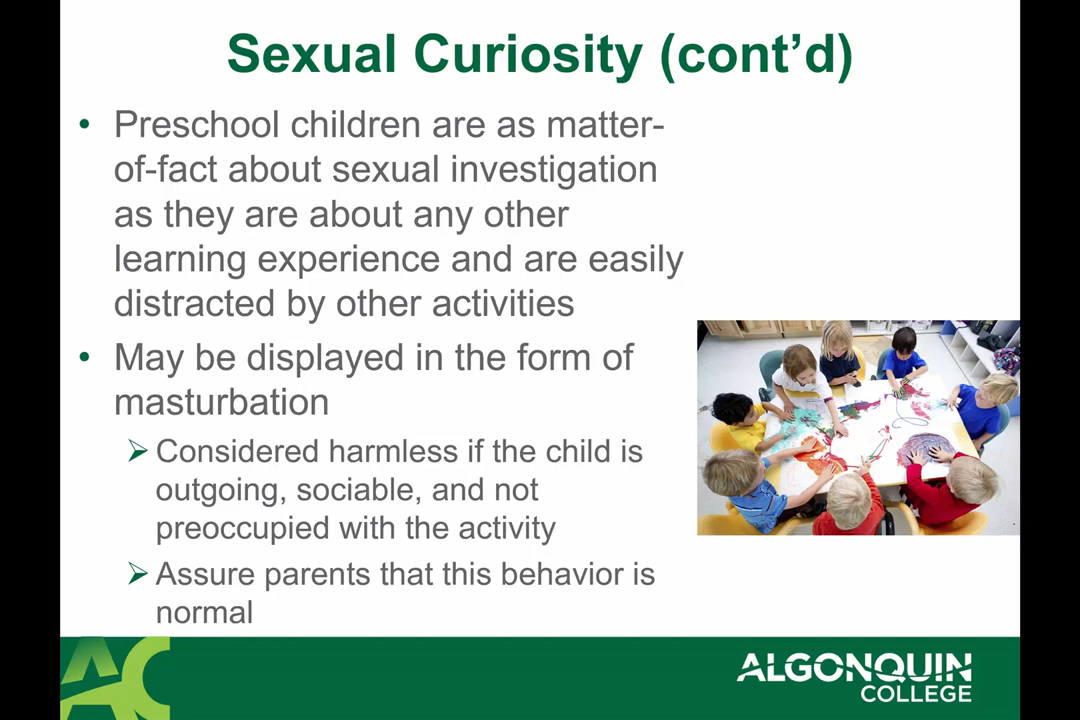 Sexual Curiosity (cont’d)
• Preschool children are as matter-
of-fact about sexual investigation
as they are about any other
learning experience and are easily
distracted by other activities
• May be displayed in the form of
masturbation
➢ Considered harmless if the child is
outgoing, sociable, and not
preoccupied with the activity
➢ Assure parents that this behavior is
normal
AC
ALGONQUIN
COLLEGE